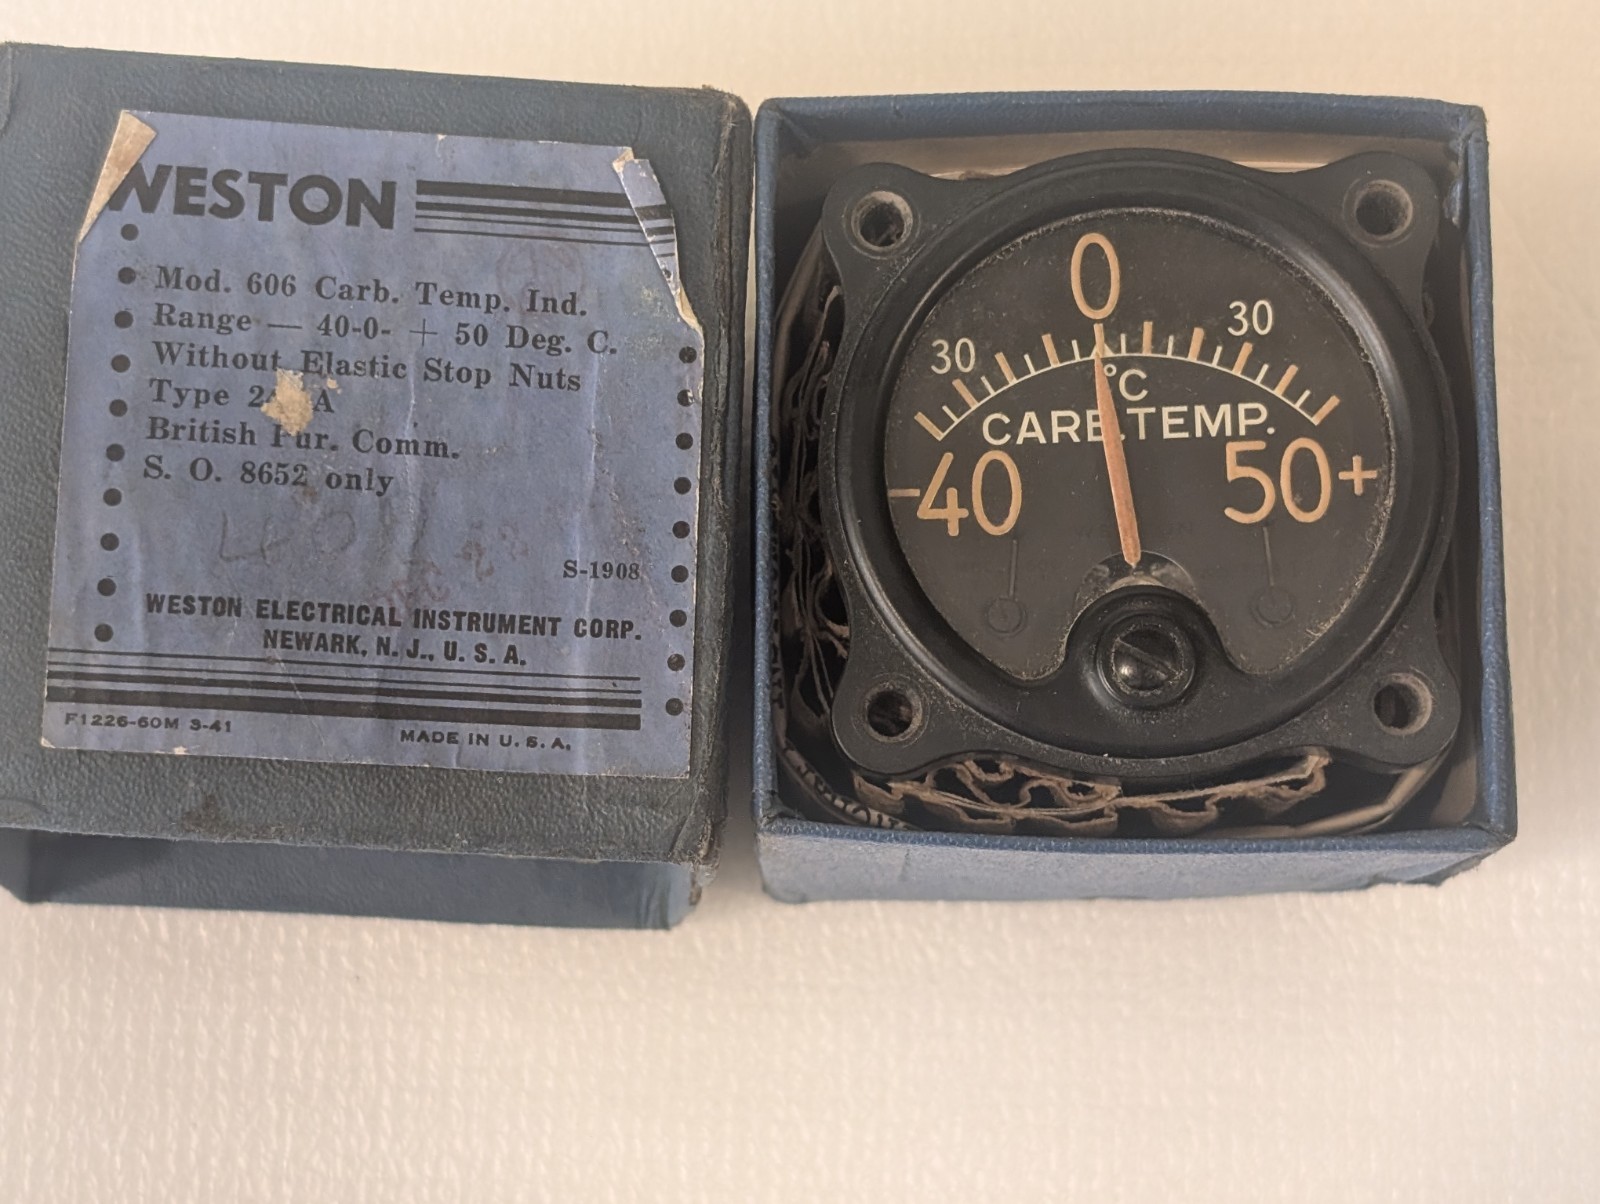 WESTON
Mod. 606 Carb. Temp. Ind.
Range — 40-0- + 50 Deg. C.
Without Elastic Stop Nuts
Type
British Pur. Comm.
S. O. 8652 only
S-1908
WESTON ELECTRICAL INSTRUMENT CORP.
NEWARK, N. J., U. S. A.
F1226-60M 3-41
MADE IN U. S. A.
0
30 30
°C
CARB. TEMP.
-40 50+